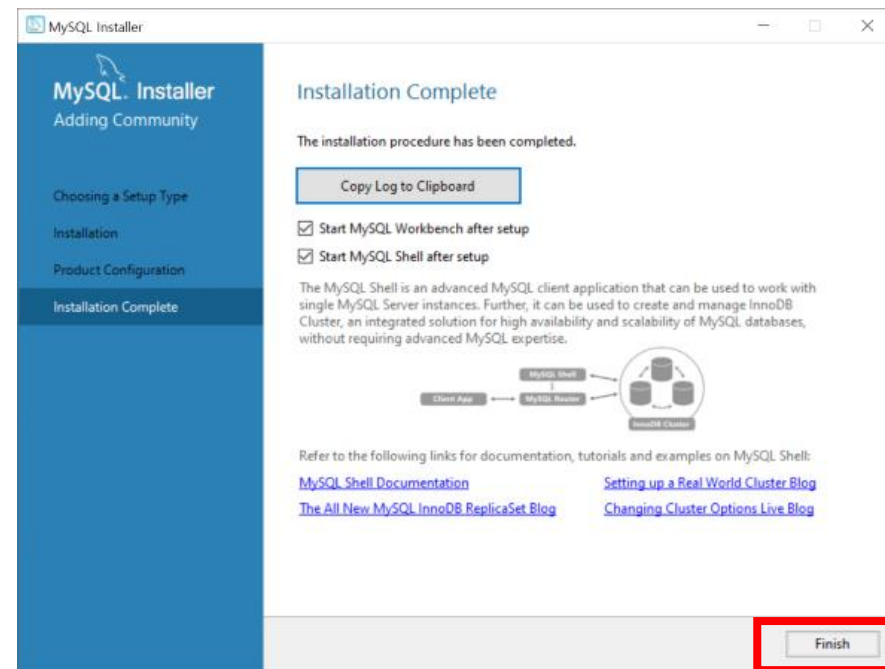 MySQL Installer
MySQL. Installer
Adding Community
Choosing a Setup Type
Installation
Product Configuration
Installation Complete
Installation Complete
The installation procedure has been completed.
Copy Log to Clipboard
Start MySQL Workbench after setup
Start MySQL Shell after setup
The MySQL Shell is an advanced MySQL client application that can be used to work with
single MySQL Server instances. Further, it can be used to create and manage InnoDB
Cluster, an integrated solution for high availability and scalability of MySQL databases,
without requiring advanced MySQL expertise.
MySQL Shell
Client App
MySQL Router
InnoDB Cluster
Refer to the following links for documentation, tutorials and examples on MySQL Shell:
MySQL Shell Documentation
Setting up a Real World Cluster Blog
The All New MySQL InnoDB ReplicaSet Blog
Changing Cluster Options Live Blog
Finish